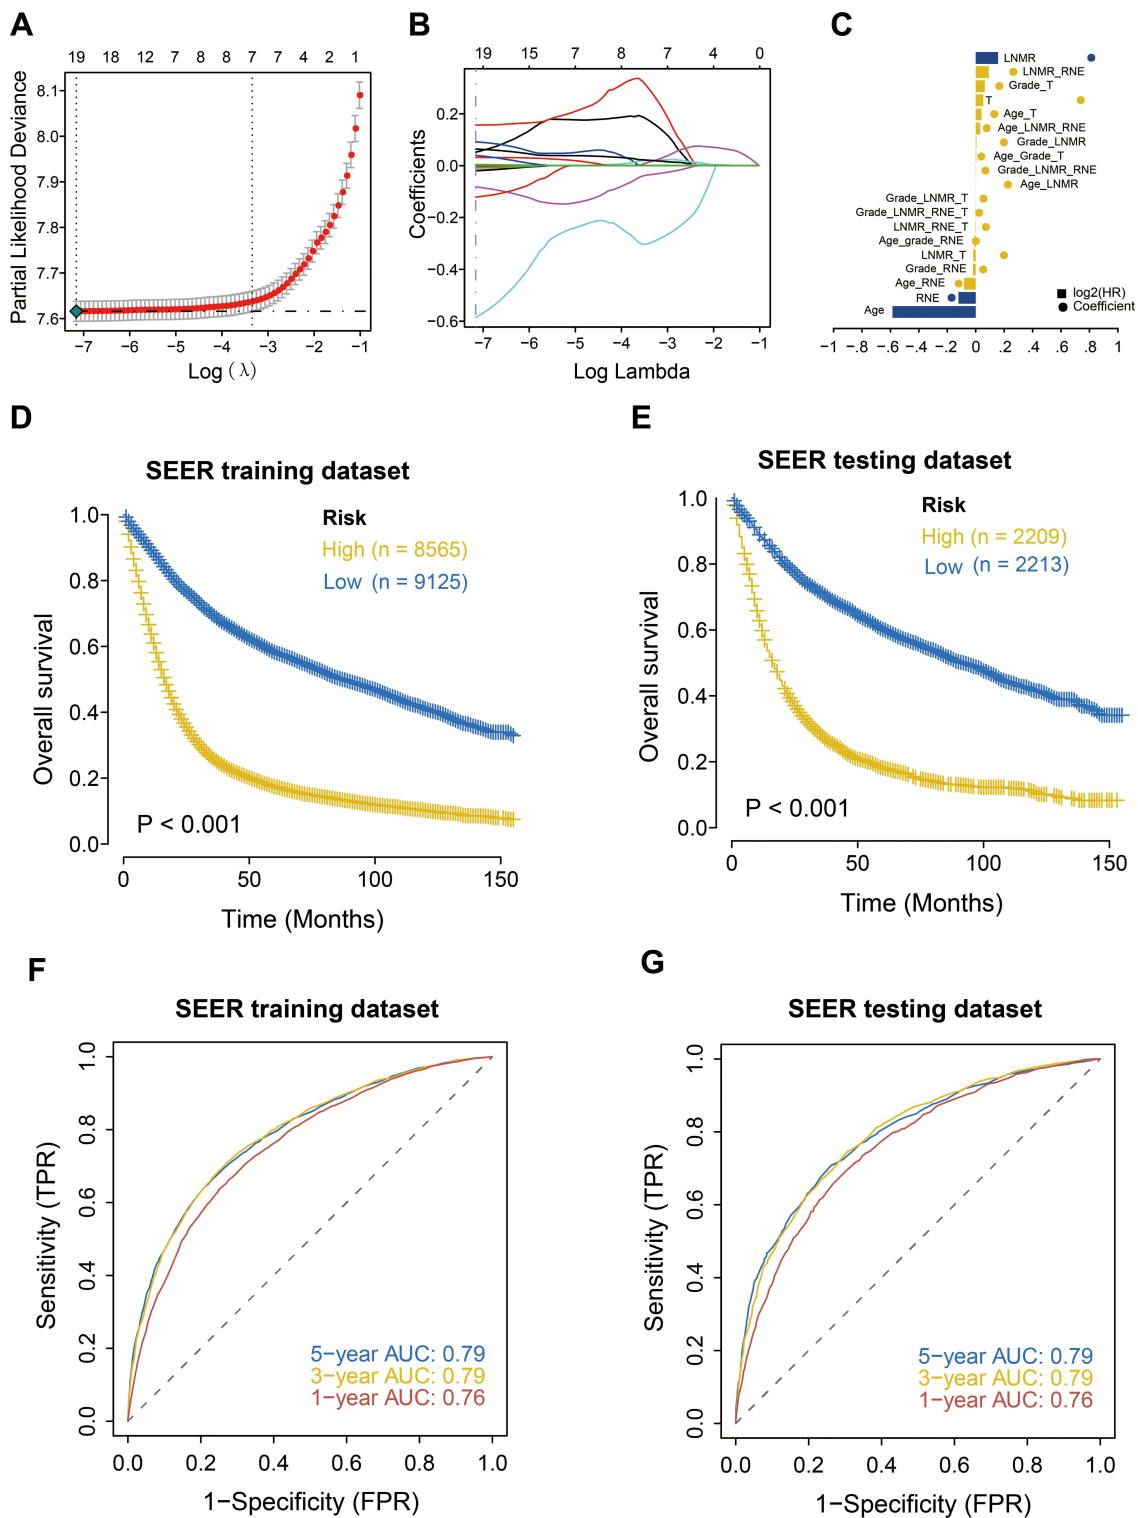 A
19 18 12 7 8 8 7 7 4 2 1
Partial Likelihood Deviance
8.1
8.0
7.9
7.8
7.7
7.6
−7 −6 −5 −4 −3 −2 −1
Log (λ)
B
19 15 7 8 7 4 0
Coefficients
0.2
0.0
−0.2
−0.4
−0.6
−7 −6 −5 −4 −3 −2 −1
Log Lambda
C
LNMR
LNMR_RNE
Grade_T
T
Age_T
Age_LNMR_RNE
Grade_LNMR
Age_Grade_T
Grade_LNMR_RNE
Age_LNMR
Grade_LNMR_T
Grade_LNMR_RNE_T
LNMR_RNE_T
Age_grade_RNE
LNMR_T
Grade_RNE
Age_RNE
RNE
Age
log2(HR)
Coefficient
−1 −.8 −.6 −.4 −.2 0 .2 .4 .6 .8 1
D
SEER training dataset
Risk
High (n = 8565)
Low (n = 9125)
Overall survival
1.0
0.8
0.6
0.4
0.2
0.0
P < 0.001
0 50 100 150
Time (Months)
E
SEER testing dataset
Risk
High (n = 2209)
Low (n = 2213)
Overall survival
1.0
0.8
0.6
0.4
0.2
0.0
P < 0.001
0 50 100 150
Time (Months)
F
SEER training dataset
Sensitivity (TPR)
1.0
0.8
0.6
0.4
0.2
0.0
5−year AUC: 0.79
3−year AUC: 0.79
1−year AUC: 0.76
0.0 0.2 0.4 0.6 0.8 1.0
1−Specificity (FPR)
G
SEER testing dataset
Sensitivity (TPR)
1.0
0.8
0.6
0.4
0.2
0.0
5−year AUC: 0.79
3−year AUC: 0.79
1−year AUC: 0.76
0.0 0.2 0.4 0.6 0.8 1.0
1−Specificity (FPR)